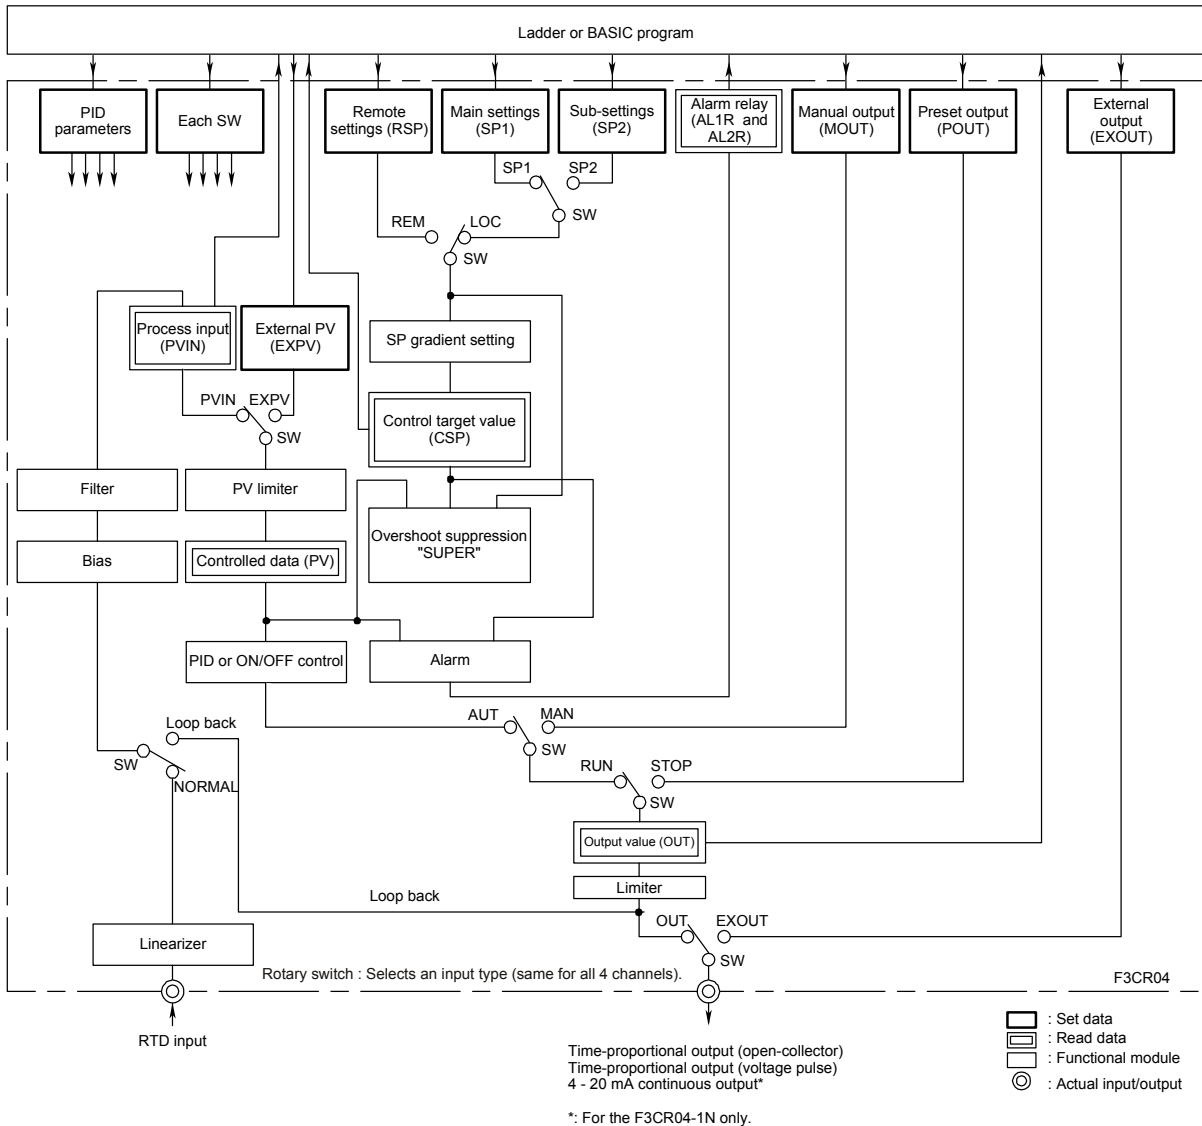 Ladder or BASIC program
PID
parameters
Each SW
Remote
settings (RSP)
Main settings
(SP1)
Sub-settings
(SP2)
Alarm relay
(AL1R and
AL2R)
Manual output
(MOUT)
Preset output
(POUT)
External
output
(EXOUT)
SP1
SP2
SW
REM
LOC
SW
Process input
(PVIN)
External PV
(EXPV)
SP gradient setting
PVIN
EXPV
SW
Control target value
(CSP)
Filter
PV limiter
Overshoot suppression
"SUPER"
Bias
Controlled data (PV)
PID or ON/OFF control
Alarm
AUT
MAN
SW
Loop back
SW
NORMAL
RUN
STOP
SW
Output value (OUT)
Limiter
Loop back
OUT
EXOUT
SW
Linearizer
Rotary switch : Selects an input type (same for all 4 channels).
F3CR04
RTD input
Time-proportional output (open-collector)
Time-proportional output (voltage pulse)
4 - 20 mA continuous output*
*: For the F3CR04-1N only.
: Set data
: Read data
: Functional module
: Actual input/output